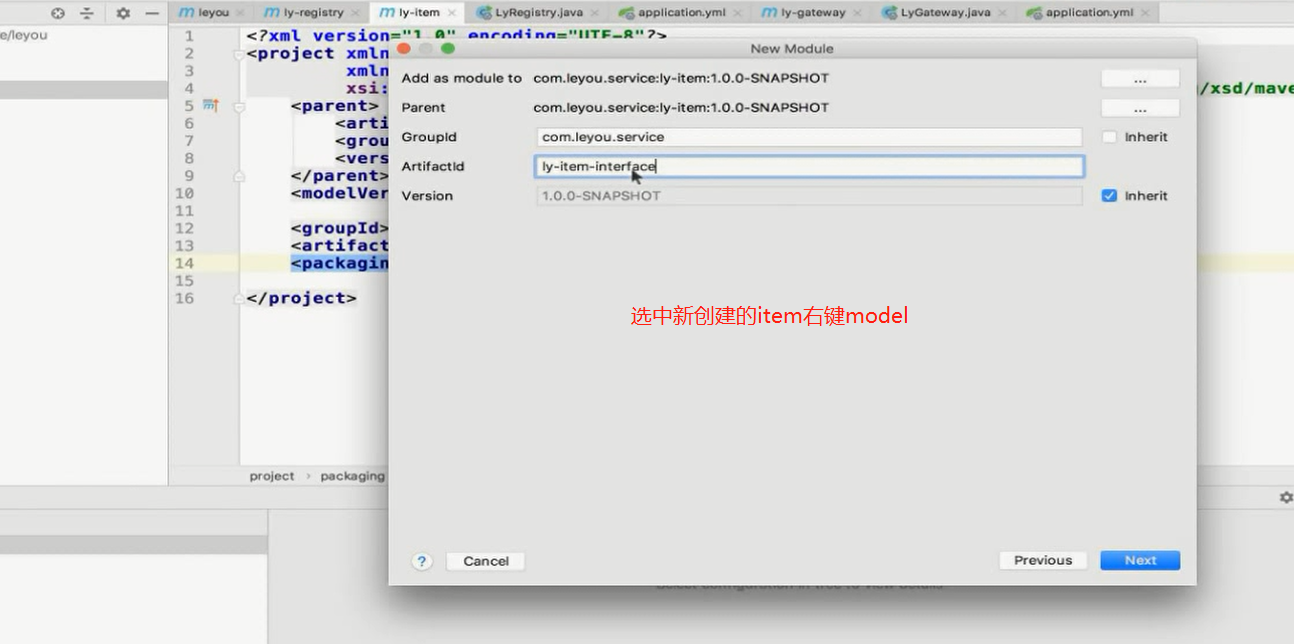 leyou ly-registry ly-item LyRegistry.java application.yml ly-gateway LyGateway.java application.yml
e/leyou
1 <?xml version="1.0" encoding="UTF-8"?>
New Module
2 <project xmln
3 xmln
4 xsi: /xsd/mave
5 <parent>
6 <arti
7 <grou
8 <vers
9 </parent>
10 <modelVer
11
12 <groupId>
13 <artifact
14 <packagin
15
16 </project>
Add as module to com.leyou.service:ly-item:1.0.0-SNAPSHOT ...
Parent com.leyou.service:ly-item:1.0.0-SNAPSHOT ...
GroupId com.leyou.service Inherit
ArtifactId ly-item-interface
Version 1.0.0-SNAPSHOT Inherit
选中新创建的item右键model
project › packaging
? Cancel Previous Next